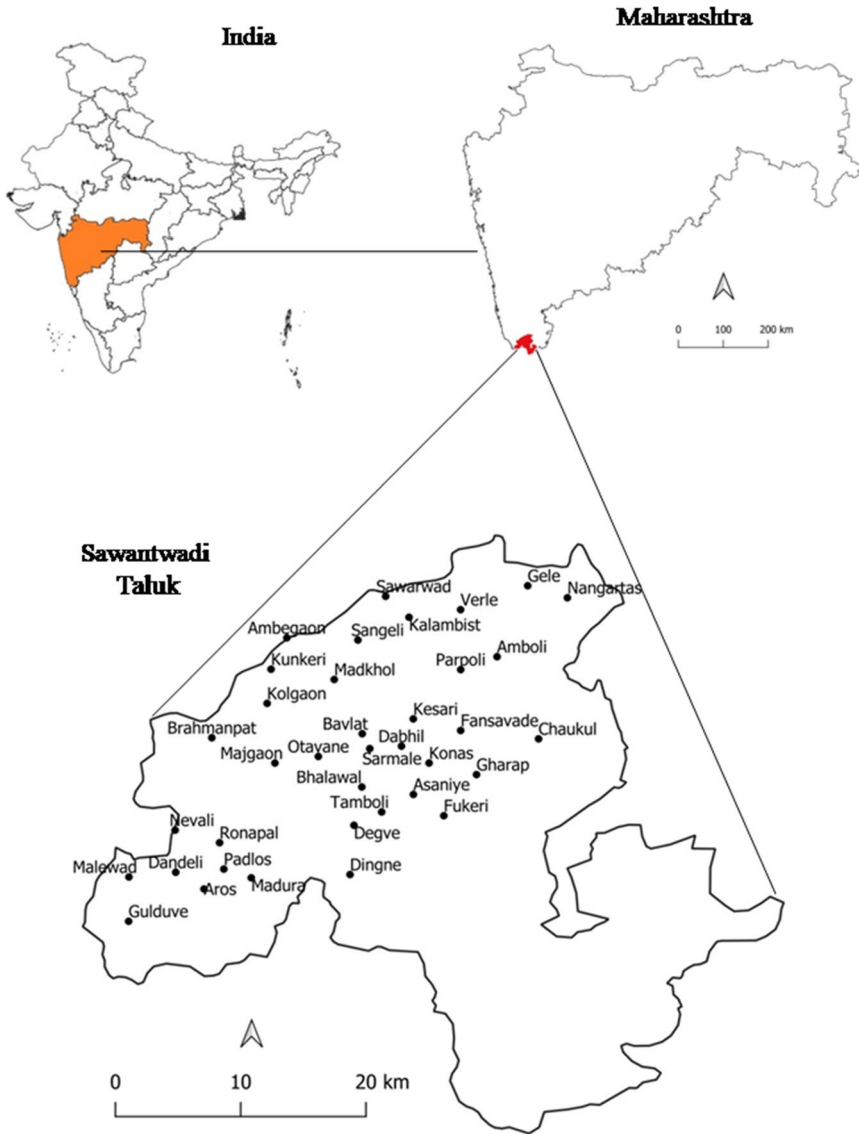 India
Maharashtra
0 100 200 km
Sawantwadi
Taluk
Gele
Sawarwad
Nangartas
Verle
Kalambist
Ambegaon
Sangeli
Amboli
Kunkeri
Madkhol
Parpoli
Kolgaon
Kesari
Brahmanpat
Bavlat
Fansavade
Dabhil
Chaukul
Majgaon
Otavane
Sarmale
Konas
Gharap
Bhalawal
Asaniye
Tamboli
Fukeri
Nevali
Degve
Ronapal
Malewad
Dandeli
Padlos
Dingne
Aros
Madura
Gulduve
0 10 20 km